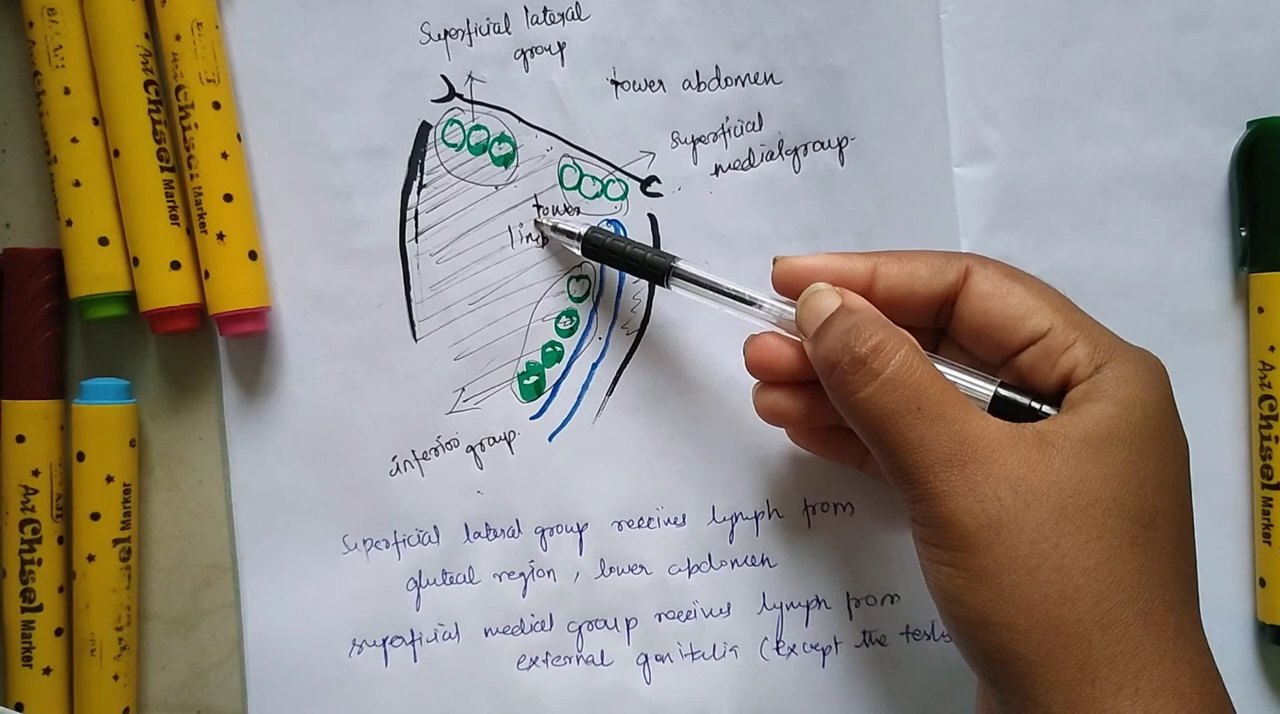 Superficial lateral
group
lower abdomen
superficial
medial group
lower
limb
inferior group
superficial lateral group receives lymph from
gluteal region, lower abdomen
superficial medial group receives lymph from
external genitalia (except the testis
Art Chisel Marker
Art Chisel Marker
Art Chisel Marker
Art Chisel Marker
Art Chisel Marker